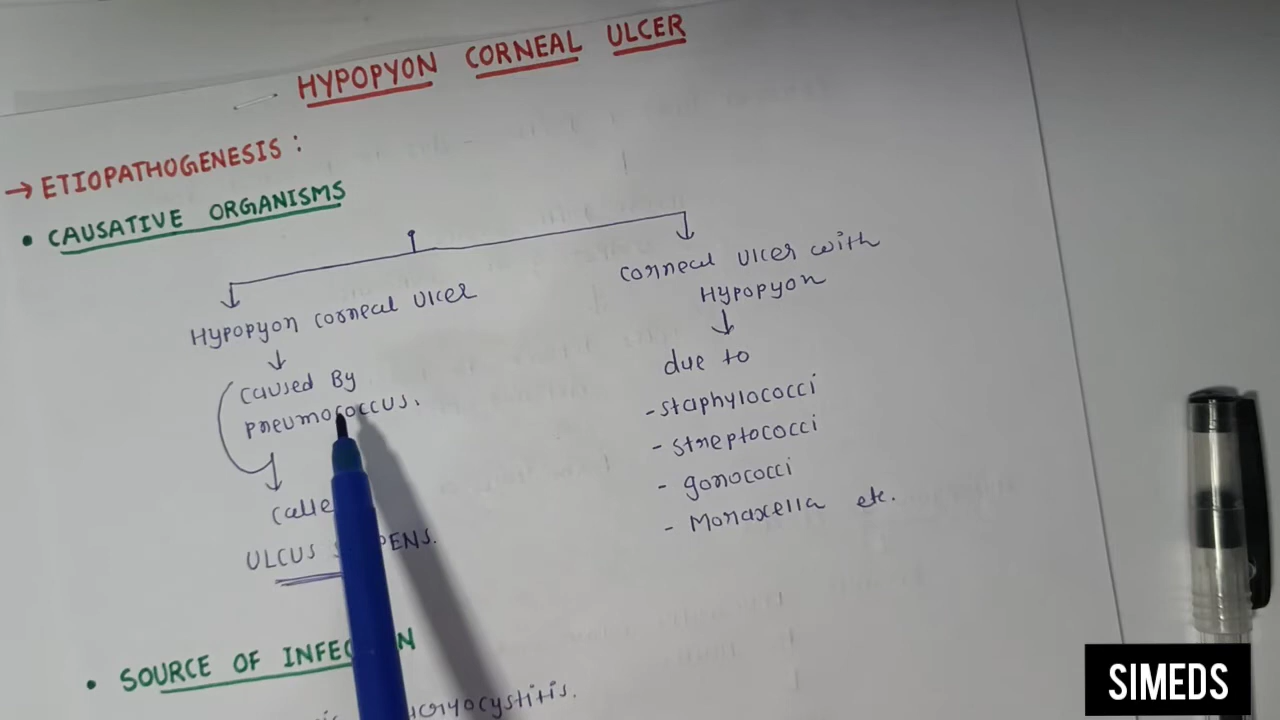 HYPOPYON CORNEAL ULCER
→ ETIOPATHOGENESIS :
• CAUSATIVE ORGANISMS
Hypopyon corneal ulcer
caused By
pneumococcus.
ULCUS
corneal ulcer with
Hypopyon
due to
- staphylococci
- streptococci
- gonococci
- Moraxella etc.
• SOURCE OF
SIMEDS